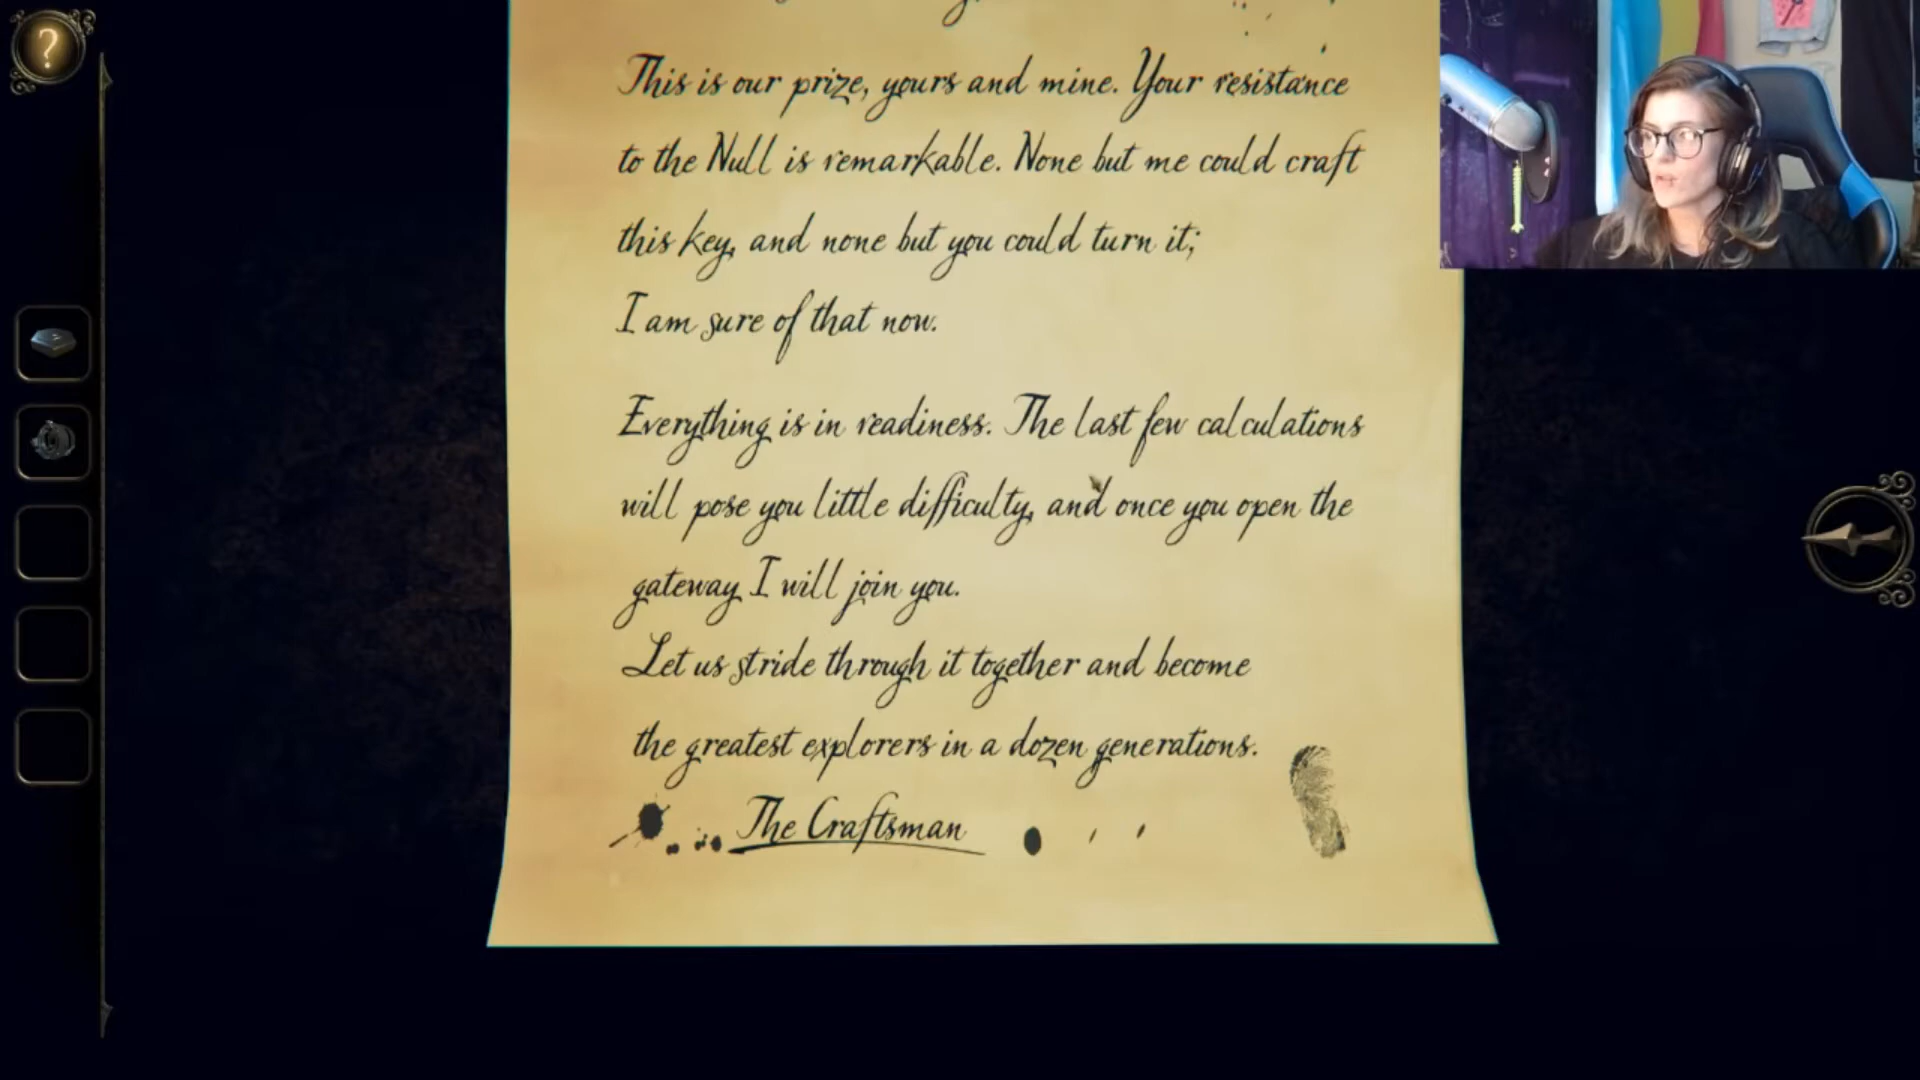 This is our prize, yours and mine. Your resistance
to the Null is remarkable. None but me could craft
this key, and none but you could turn it;
I am sure of that now.
Everything is in readiness. The last few calculations
will pose you little difficulty, and once you open the
gateway I will join you.
Let us stride through it together and become
the greatest explorers in a dozen generations.
The Craftsman
?